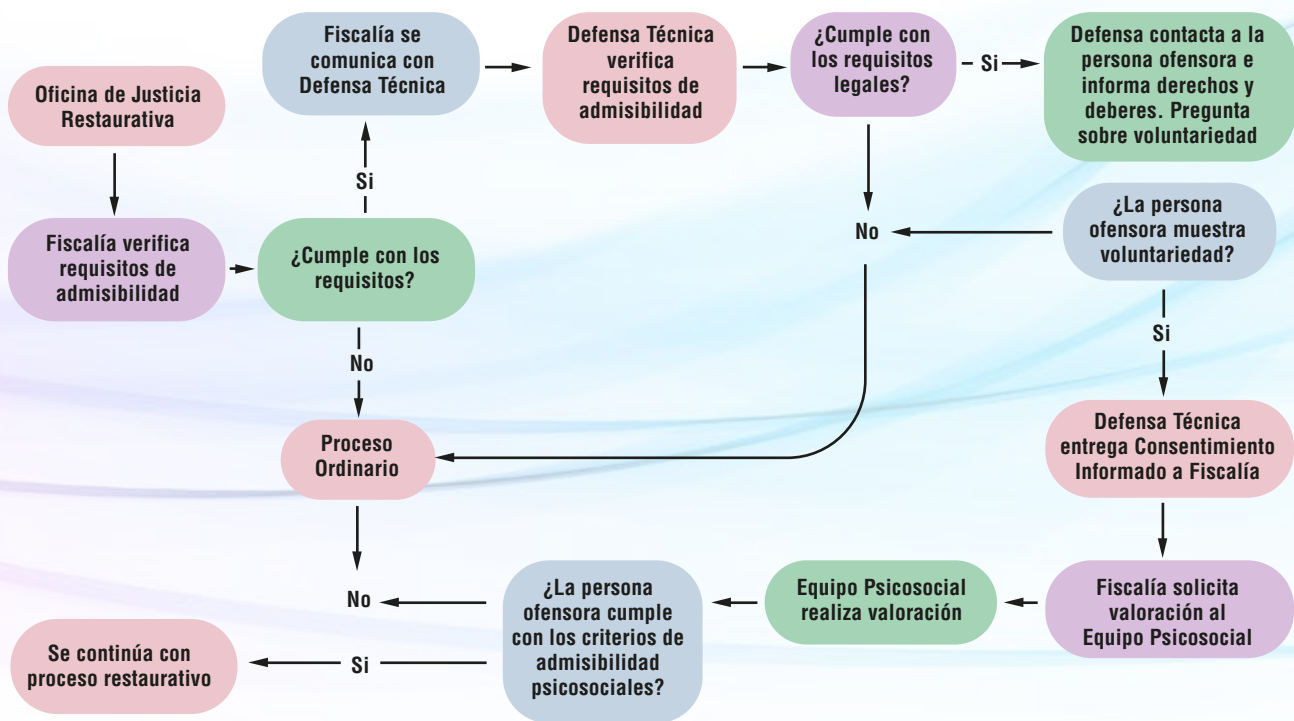 Oficina de Justicia
Restaurativa
Fiscalía verifica
requisitos de
admisibilidad
¿Cumple con los
requisitos?
Si
Fiscalía se
comunica con
Defensa Técnica
Defensa Técnica
verifica
requisitos de
admisibilidad
¿Cumple con
los requisitos
legales?
Si
Defensa contacta a la
persona ofensora e
informa derechos y
deberes. Pregunta
sobre voluntariedad
¿La persona
ofensora muestra
voluntariedad?
No
No
Proceso
Ordinario
Si
Defensa Técnica
entrega Consentimiento
Informado a Fiscalía
Fiscalía solicita
valoración al
Equipo Psicosocial
Equipo Psicosocial
realiza valoración
¿La persona
ofensora cumple
con los criterios de
admisibilidad
psicosociales?
No
Si
Se continúa con
proceso restaurativo